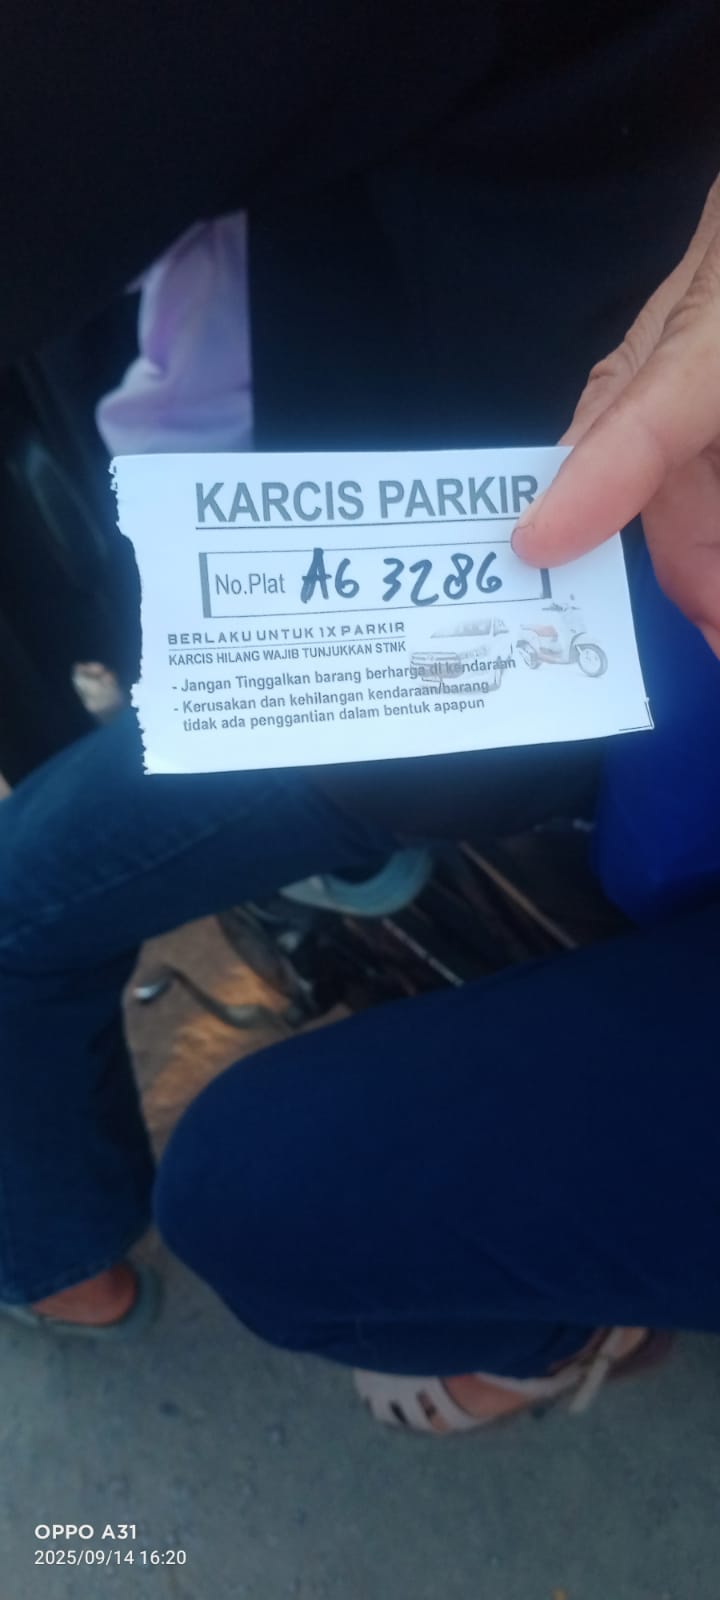 KARCIS PARKIR
No.Plat AG 3286
BERLAKU UNTUK 1X PARKIR
KARCIS HILANG WAJIB TUNJUKKAN STNK
- Jangan Tinggalkan barang berharga di kendaraan
- Kerusakan dan kehilangan kendaraan/barang
tidak ada penggantian dalam bentuk apapun
OPPO A31
2025/09/14 16:20